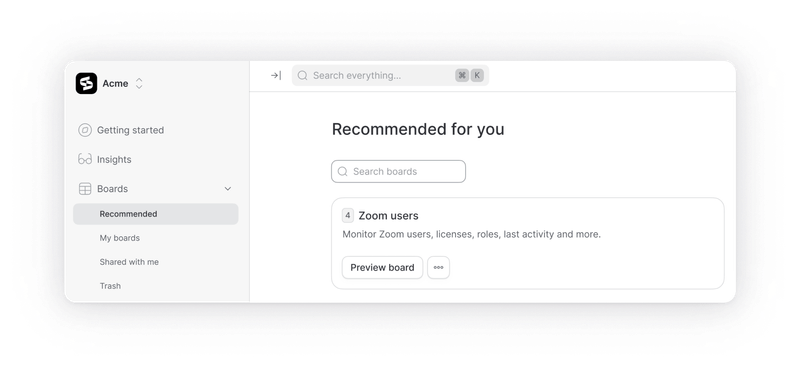 Acme
Search everything...
⌘ K
Getting started
Insights
Boards
Recommended
My boards
Shared with me
Trash
Recommended for you
Search boards
4 Zoom users
Monitor Zoom users, licenses, roles, last activity and more.
Preview board